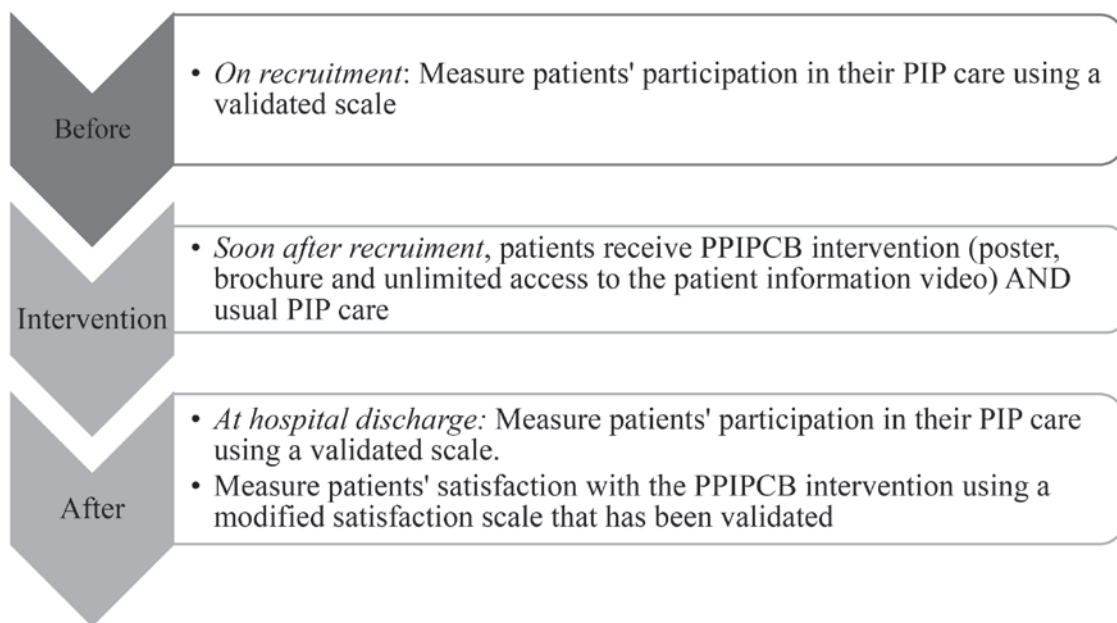 Before
• On recruitment: Measure patients' participation in their PIP care using a
validated scale
Intervention
• Soon after recruiment, patients receive PPIPCB intervention (poster,
brochure and unlimited access to the patient information video) AND
usual PIP care
After
• At hospital discharge: Measure patients' participation in their PIP care
using a validated scale.
• Measure patients' satisfaction with the PPIPCB intervention using a
modified satisfaction scale that has been validated